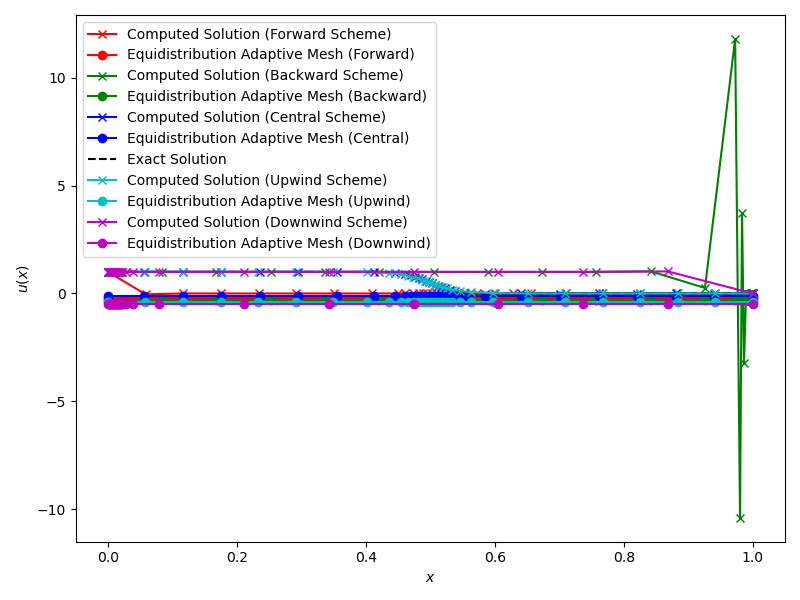 Computed Solution (Forward Scheme)
Equidistribution Adaptive Mesh (Forward)
Computed Solution (Backward Scheme)
Equidistribution Adaptive Mesh (Backward)
Computed Solution (Central Scheme)
Equidistribution Adaptive Mesh (Central)
Exact Solution
Computed Solution (Upwind Scheme)
Equidistribution Adaptive Mesh (Upwind)
Computed Solution (Downwind Scheme)
Equidistribution Adaptive Mesh (Downwind)
10
5
0
−5
−10
u(x)
0.0 0.2 0.4 0.6 0.8 1.0
x